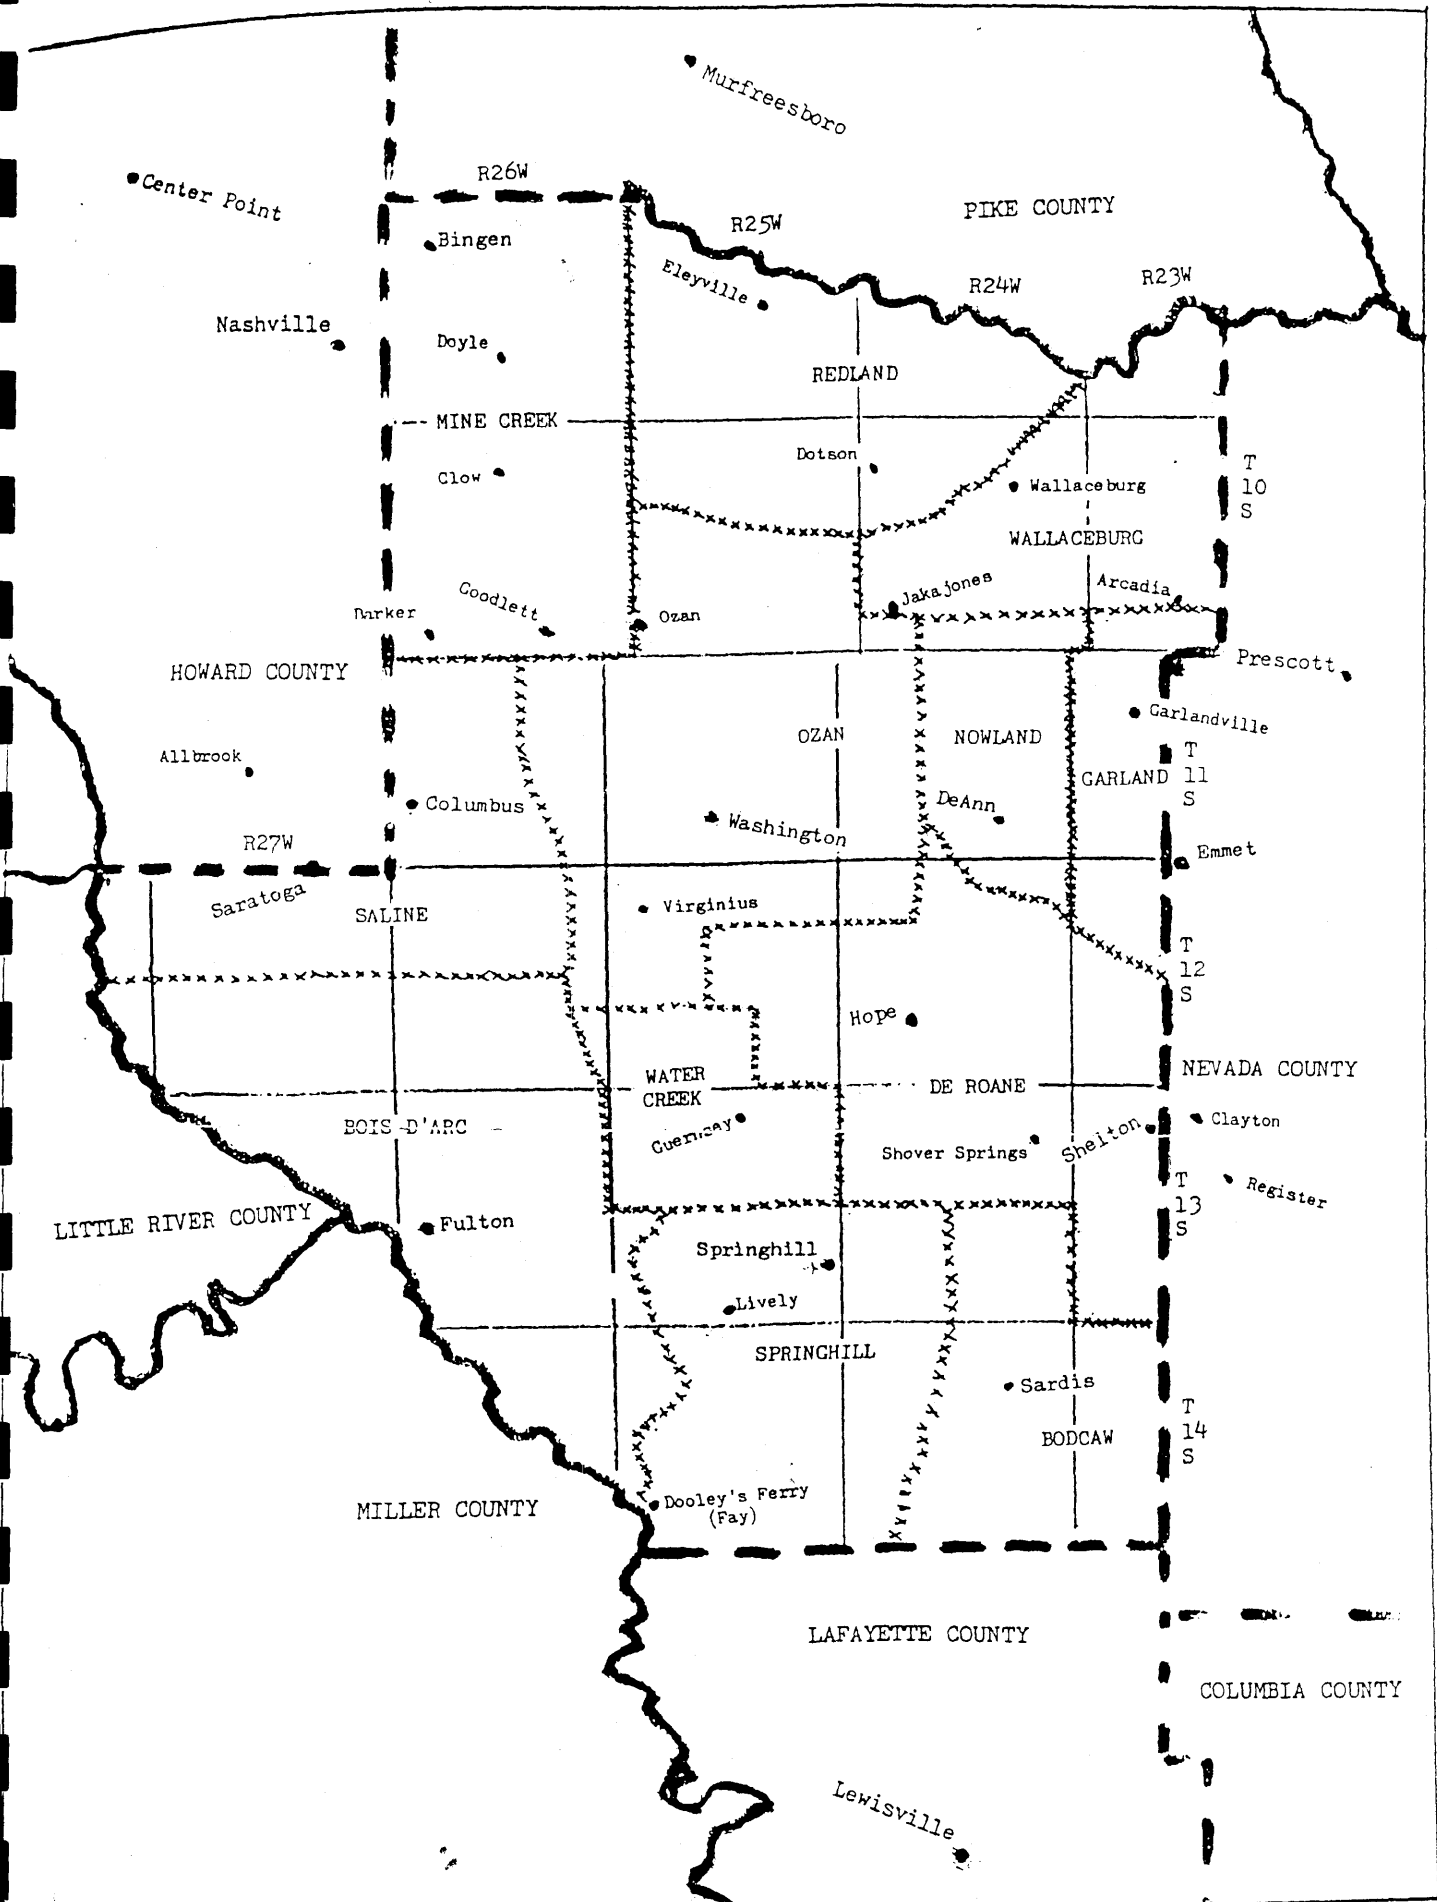 Murfreesboro
Center Point
R26W
R25W
PIKE COUNTY
Bingen
Eleyville
R24W
R23W
Nashville
Doyle
REDLAND
MINE CREEK
Dotson
T
10
S
Clow
Wallaceburg
WALLACEBURG
Goodlett
Jakajones
Arcadia
Ozan
HOWARD COUNTY
Prescott
Garlandville
OZAN
NOWLAND
T
11
S
Allbrook
GARLAND
Columbus
DeAnn
Washington
R27W
Emmet
Saratoga
SALINE
Virginius
T
12
S
Hope
WATER
CREEK
DE ROANE
NEVADA COUNTY
BOIS D'ARC
Guernsey
Shover Springs
Shelton
Clayton
T
13
S
Register
LITTLE RIVER COUNTY
Fulton
Springhill
Lively
SPRINGHILL
Sardis
T
14
S
BODCAW
MILLER COUNTY
Dooley's Ferry
(Fay)
LAFAYETTE COUNTY
COLUMBIA COUNTY
Lewisville